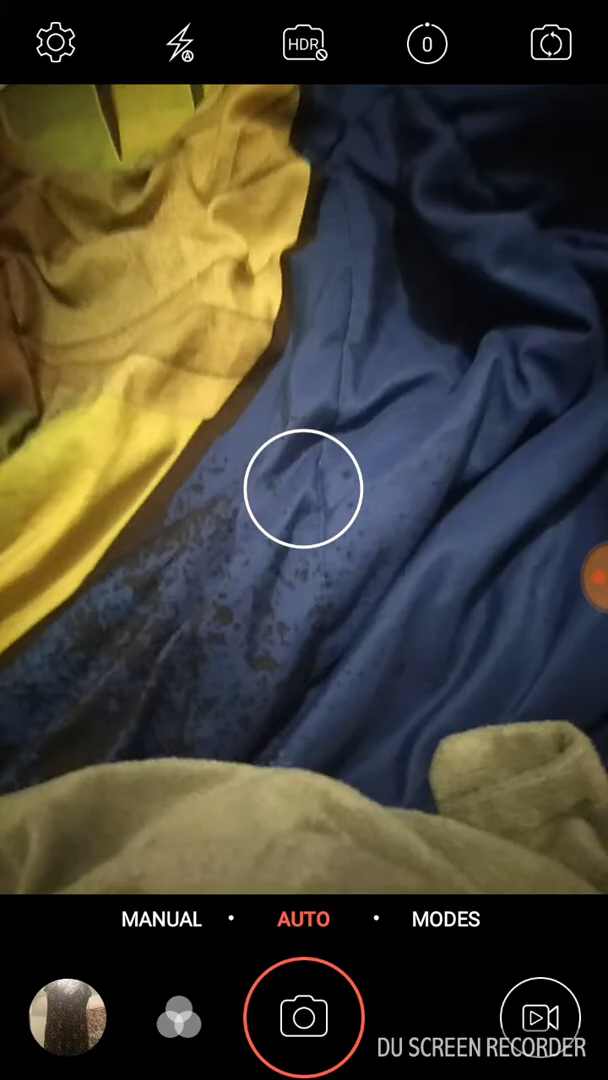 HDR
0
MANUAL • AUTO • MODES
DU SCREEN RECORDER